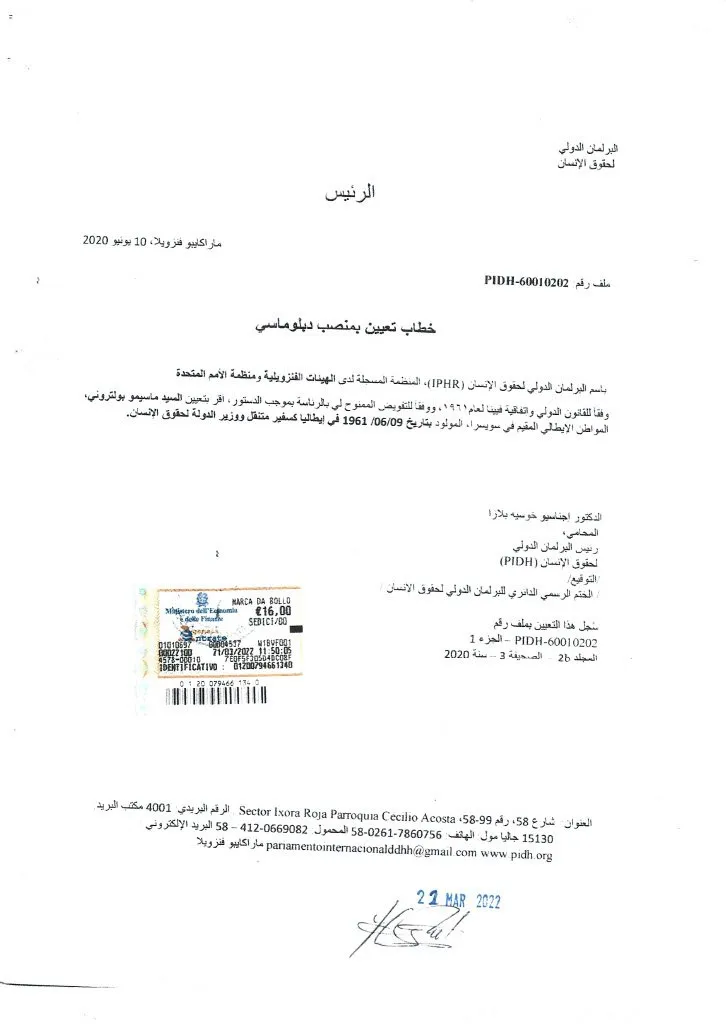 البرلمان الدولي
لحقوق الإنسان
الرئيس
ماراكايبو فنزويلا، 10 يونيو 2020
ملف رقم PIDH-60010202
خطاب تعيين بمنصب دبلوماسي
باسم البرلمان الدولي لحقوق الإنسان (IPHR)، المنظمة المسجلة لدى الهيئات الفنزويلية ومنظمة الأمم المتحدة
وفقا للقانون الدولي واتفاقية فيينا لعام ١٩٦١، ووفقا للتفويض الممنوح لي بالرئاسة بموجب الدستور، اقر بتعيين السيد ماسيمو بولتروني،
المواطن الايطالي المقيم في سويسرا، المولود بتاريخ 06/09/ 1961 في إيطاليا كسفير متنقل ووزير الدولة لحقوق الإنسان.
الدكتور إجناسيو خوسيه بلازا
المحامي،
رئيس البرلمان الدولي
لحقوق الإنسان (PIDH)
/التوقيع/
/ الختم الرسمي الدائري للبرلمان الدولي لحقوق الإنسان /
سُجل هذا التعيين بملف رقم
PIDH-60010202 – الجزء 1
المجلد 2b – الصحيفة 3 – سنة 2020
Ministero dell'Economia
e delle Finanze
MARCA DA BOLLO
€16,00
SEDICI/00
Entrate
01010697 W1BVF001
00022100 21/03/2022 11:50:05
4578-00010
IDENTIFICATIVO : 01200794661340
0 1 20 079466 134 0
العنوان: شارع 58، رقم 99-58، Sector Ixora Roja Parroquia Cecilio Acosta الرقم البريدي: 4001 مكتب البريد:
15130 جاليا مول. الهاتف: 7860756-0261-58 المحمول: 0669082-412 – 58 البريد الإلكتروني
parlamentointernacionalddhh@gmail.com www.pidh.org ماراكايبو فنزويلا
21 MAR 2022